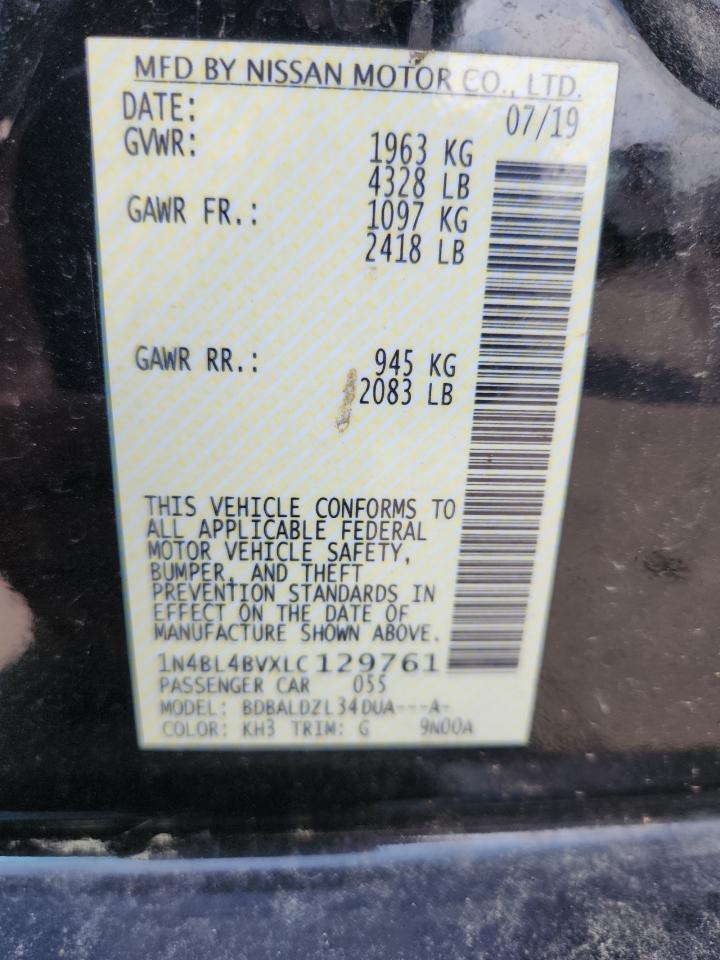 MFD BY NISSAN MOTOR CO., LTD.
DATE: 07/19
GVWR: 1963 KG
4328 LB
GAWR FR.: 1097 KG
2418 LB
GAWR RR.: 945 KG
2083 LB
THIS VEHICLE CONFORMS TO
ALL APPLICABLE FEDERAL
MOTOR VEHICLE SAFETY,
BUMPER, AND THEFT
PREVENTION STANDARDS IN
EFFECT ON THE DATE OF
MANUFACTURE SHOWN ABOVE.
1N4BL4BVXLC129761
PASSENGER CAR 055
MODEL: BDBALDZL34DUA---A-
COLOR: KH3 TRIM: G 9N00A